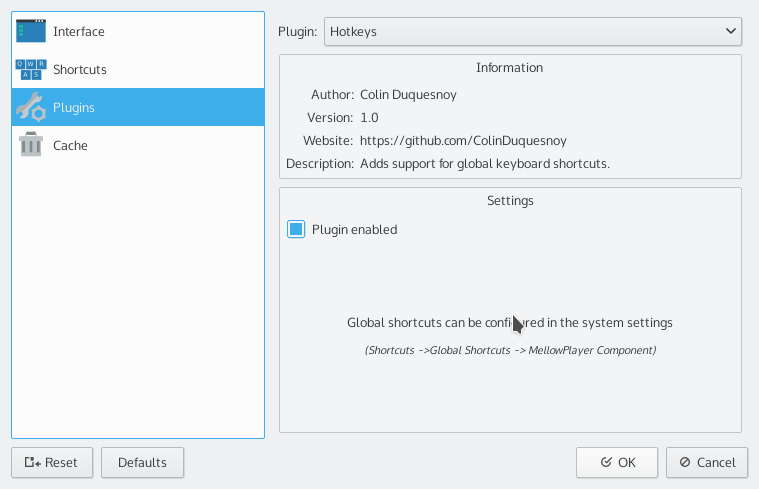 Interface
Shortcuts
Plugins
Cache
Plugin: Hotkeys
Information
Author: Colin Duquesnoy
Version: 1.0
Website: https://github.com/ColinDuquesnoy
Description: Adds support for global keyboard shortcuts.
Settings
Plugin enabled
Global shortcuts can be configured in the system settings
(Shortcuts ->Global Shortcuts -> MellowPlayer Component)
Reset Defaults OK Cancel